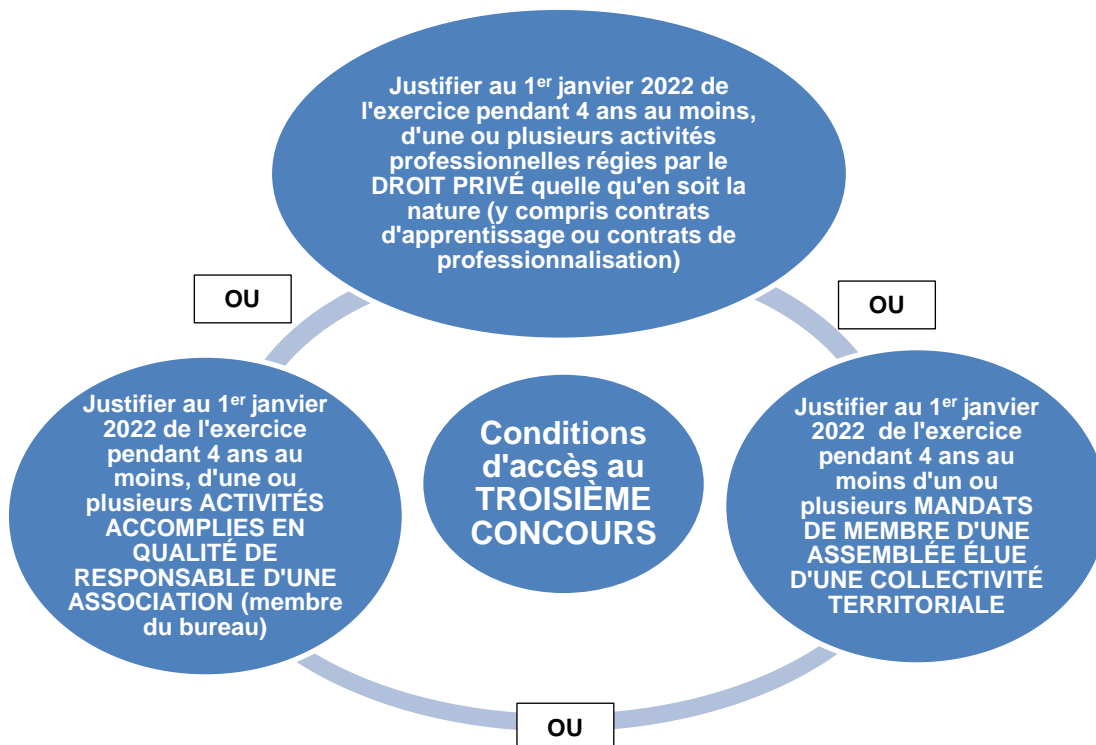 Justifier au 1er janvier 2022 de
l'exercice pendant 4 ans au moins,
d'une ou plusieurs activités
professionnelles régies par le
DROIT PRIVÉ quelle qu'en soit la
nature (y compris contrats
d'apprentissage ou contrats de
professionnalisation)
OU
OU
Justifier au 1er janvier
2022 de l'exercice
pendant 4 ans au
moins, d'une ou
plusieurs ACTIVITÉS
ACCOMPLIES EN
QUALITÉ DE
RESPONSABLE D'UNE
ASSOCIATION (membre
du bureau)
Conditions
d'accès au
TROISIÈME
CONCOURS
Justifier au 1er janvier
2022 de l'exercice
pendant 4 ans au
moins d'un ou
plusieurs MANDATS
DE MEMBRE D'UNE
ASSEMBLÉE ÉLUE
D'UNE COLLECTIVITÉ
TERRITORIALE
OU